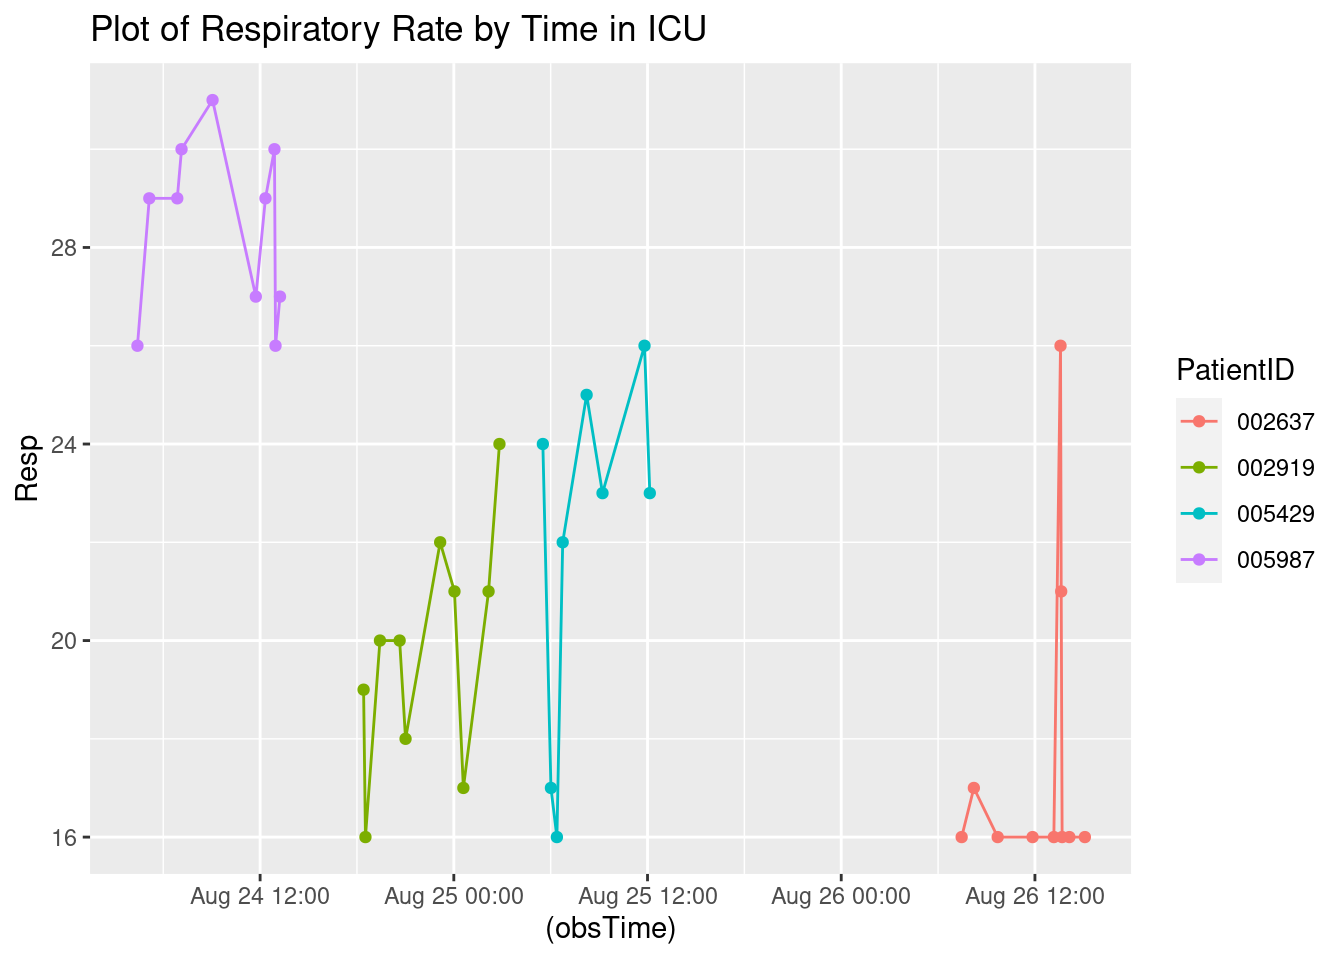 Plot of Respiratory Rate by Time in ICU
Resp
28
24
20
16
Aug 24 12:00
Aug 25 00:00
Aug 25 12:00
Aug 26 00:00
Aug 26 12:00
(obsTime)
PatientID
002637
002919
005429
005987